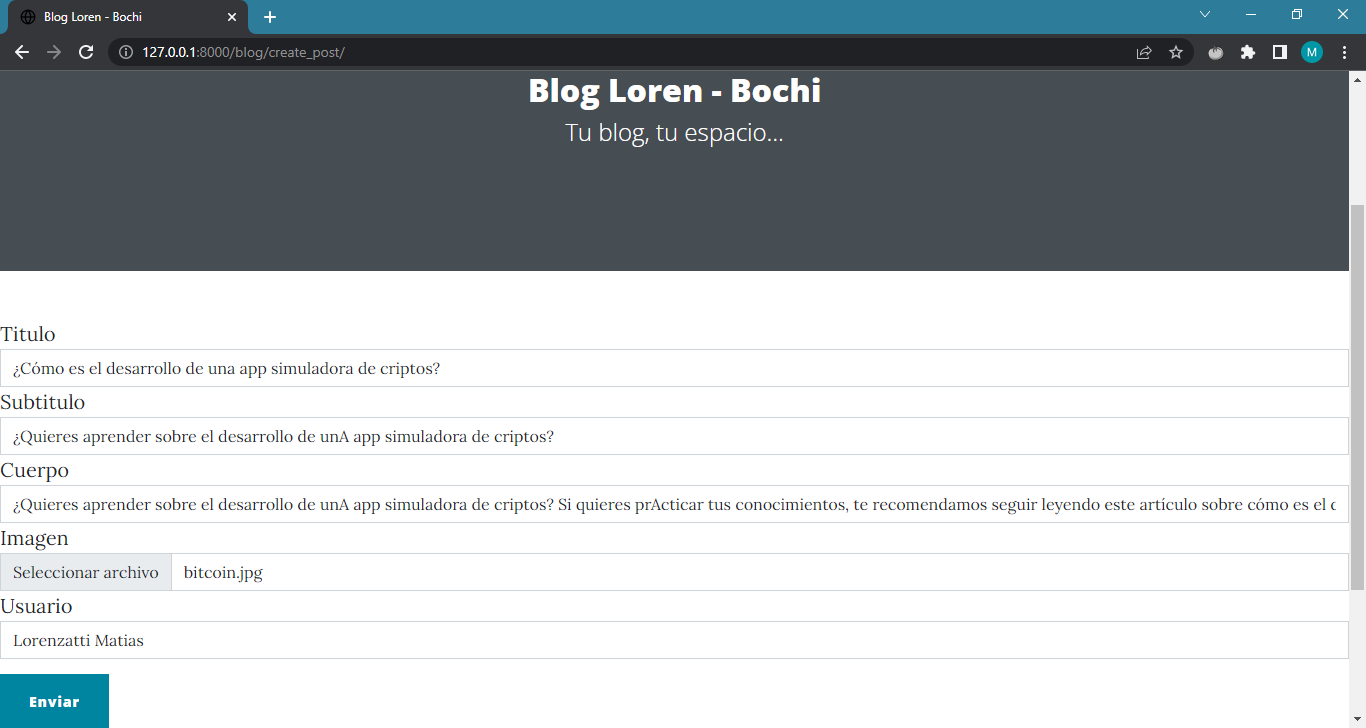 Blog Loren - Bochi
127.0.0.1:8000/blog/create_post/
M
Blog Loren - Bochi
Tu blog, tu espacio...
Titulo
¿Cómo es el desarrollo de una app simuladora de criptos?
Subtitulo
¿Quieres aprender sobre el desarrollo de unA app simuladora de criptos?
Cuerpo
¿Quieres aprender sobre el desarrollo de unA app simuladora de criptos? Si quieres prActicar tus conocimientos, te recomendamos seguir leyendo este artículo sobre cómo es el
Imagen
Seleccionar archivo bitcoin.jpg
Usuario
Lorenzatti Matias
Enviar